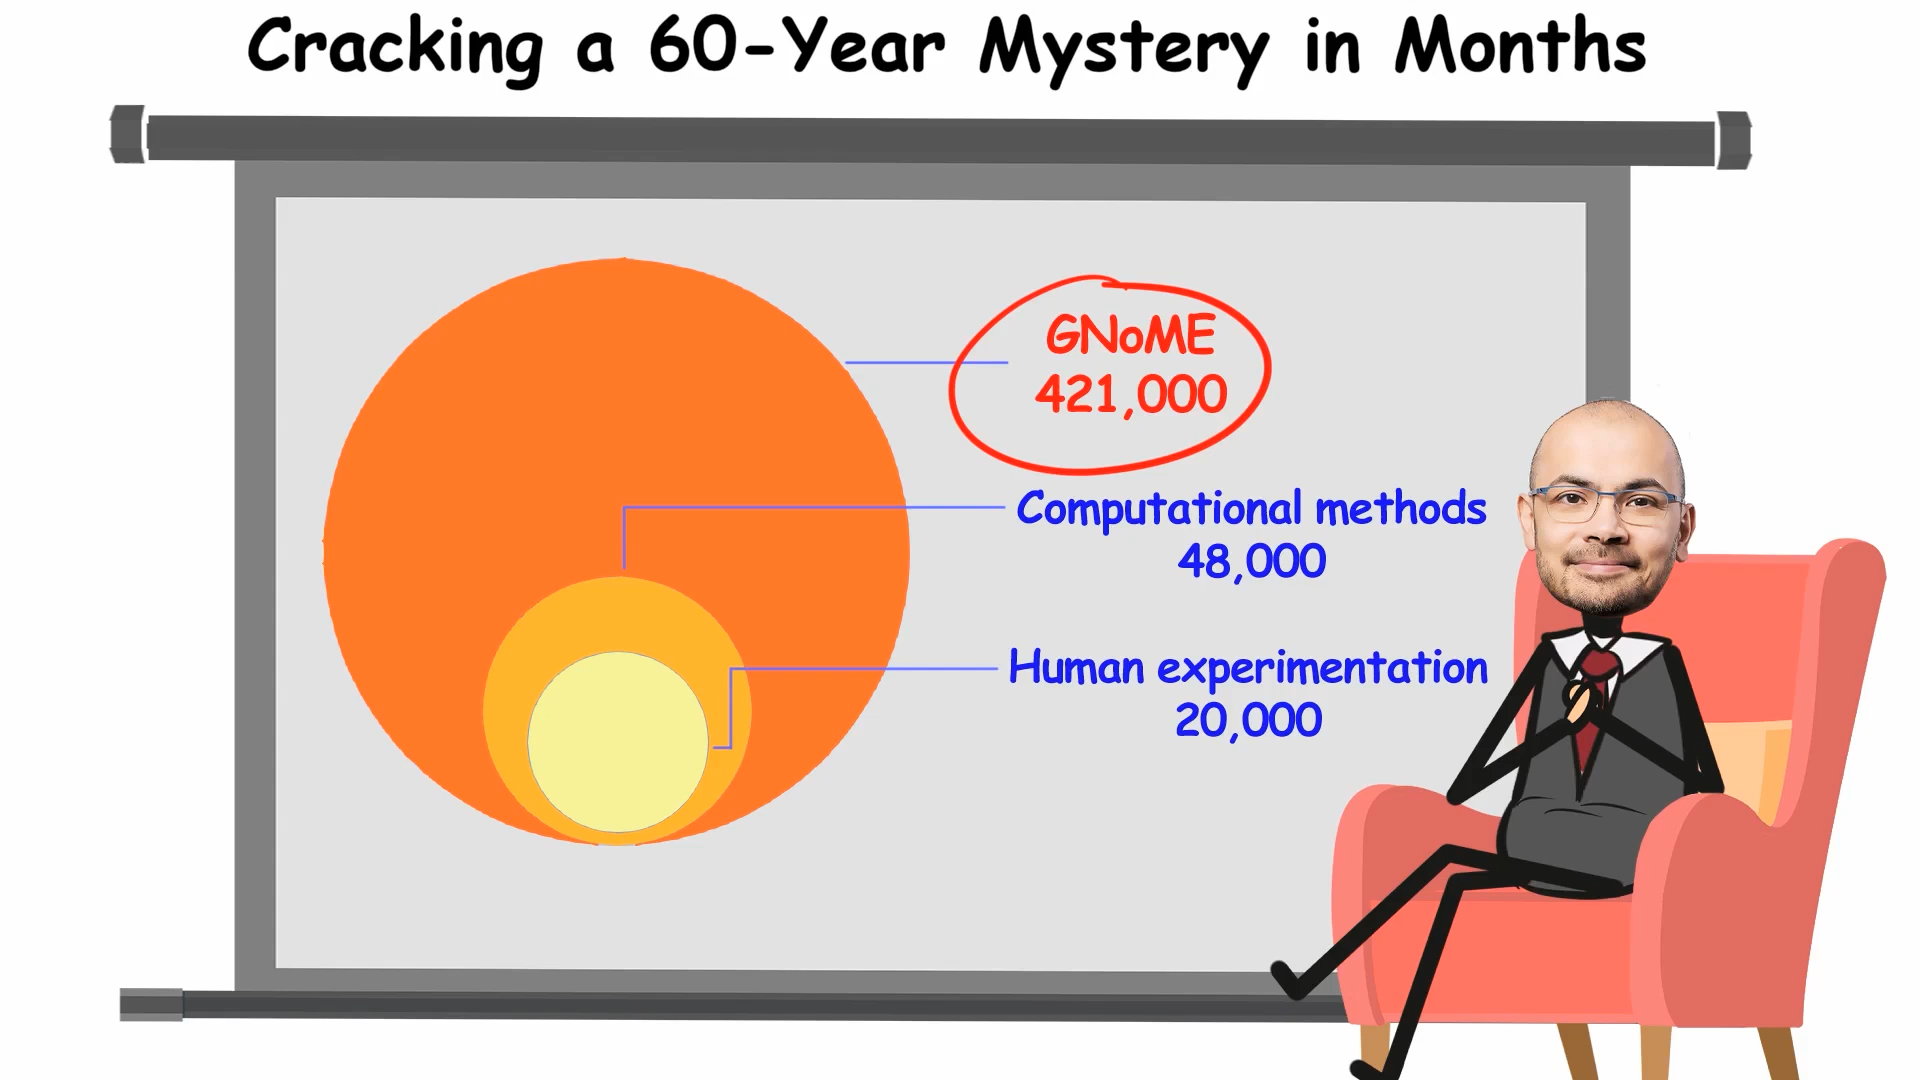 Cracking a 60-Year Mystery in Months
GNoME
421,000
Computational methods
48,000
Human experimentation
20,000